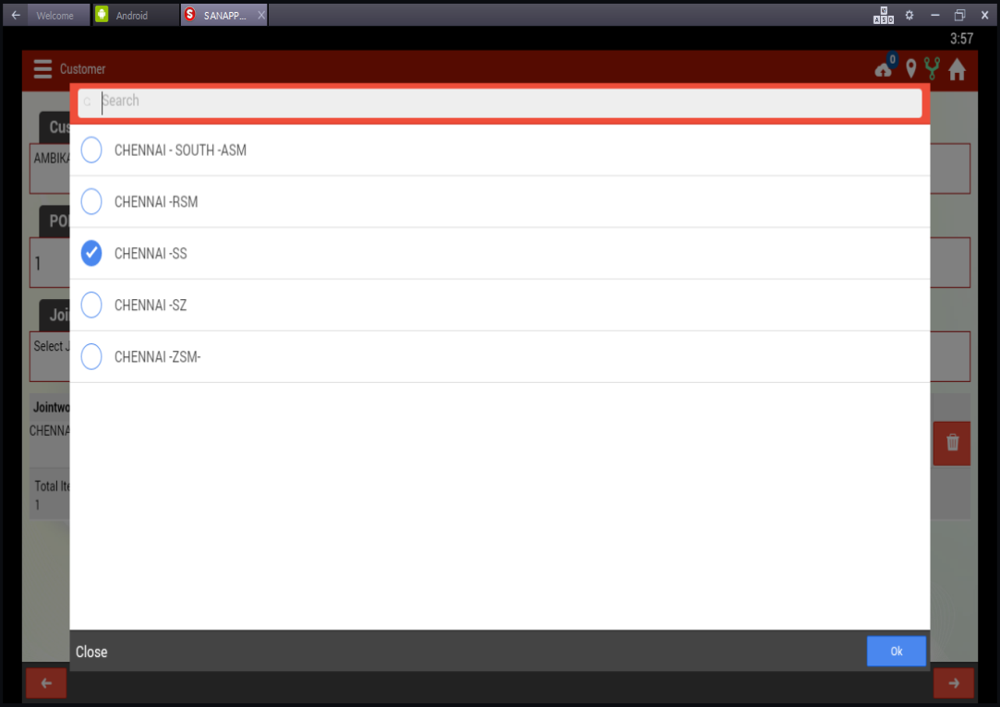 Welcome
Android
SANAPP...
3:57
Customer
0
Search
Cus
AMBIKA
CHENNAI - SOUTH -ASM
CHENNAI -RSM
PO
1
CHENNAI -SS
CHENNAI -SZ
Joi
Select J
CHENNAI -ZSM-
Jointwo
CHENNA
Total Ite
1
Close
Ok